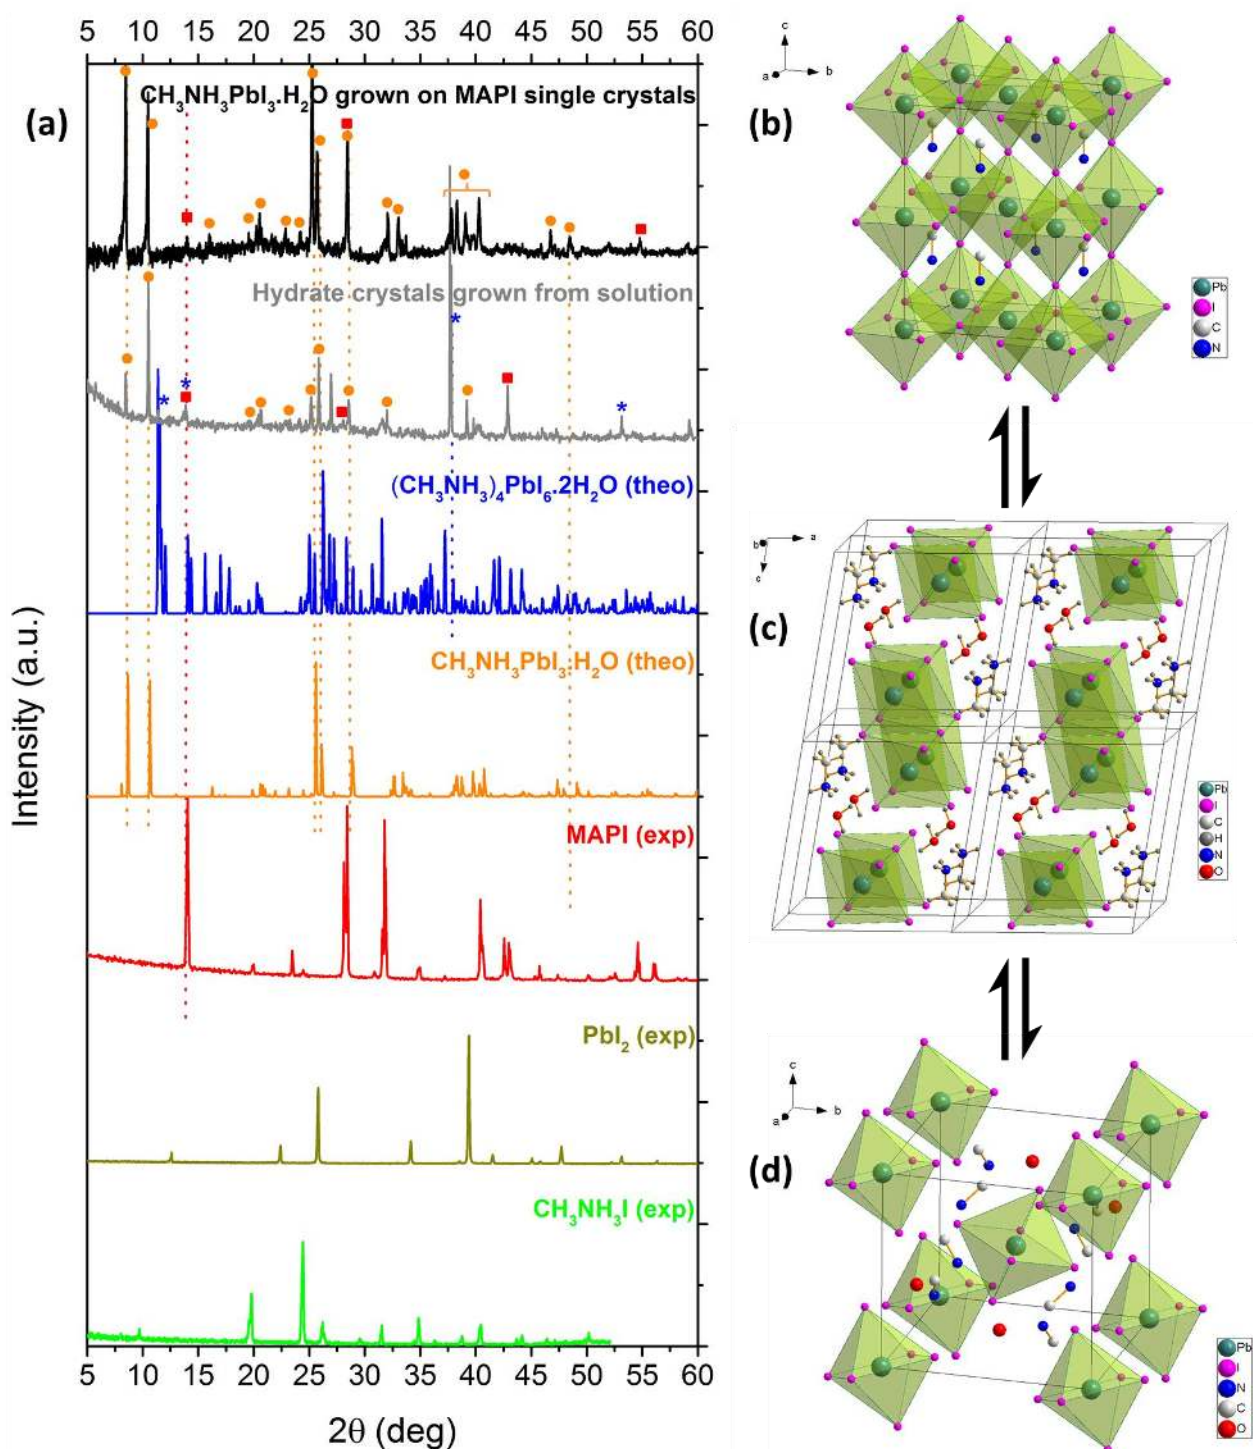 5 10 15 20 25 30 35 40 45 50 55 60
(a)
CH₃NH₃PbI₃.H₂O grown on MAPI single crystals
Hydrate crystals grown from solution
(CH₃NH₃)₄PbI₆.2H₂O (theo)
CH₃NH₃PbI₃.H₂O (theo)
MAPI (exp)
PbI₂ (exp)
CH₃NH₃I (exp)
Intensity (a.u.)
5 10 15 20 25 30 35 40 45 50 55 60
2θ (deg)
c
a b
(b)
Pb
I
C
N
b a
c
(c)
Pb
I
C
H
N
O
c
a b
(d)
Pb
I
N
C
O